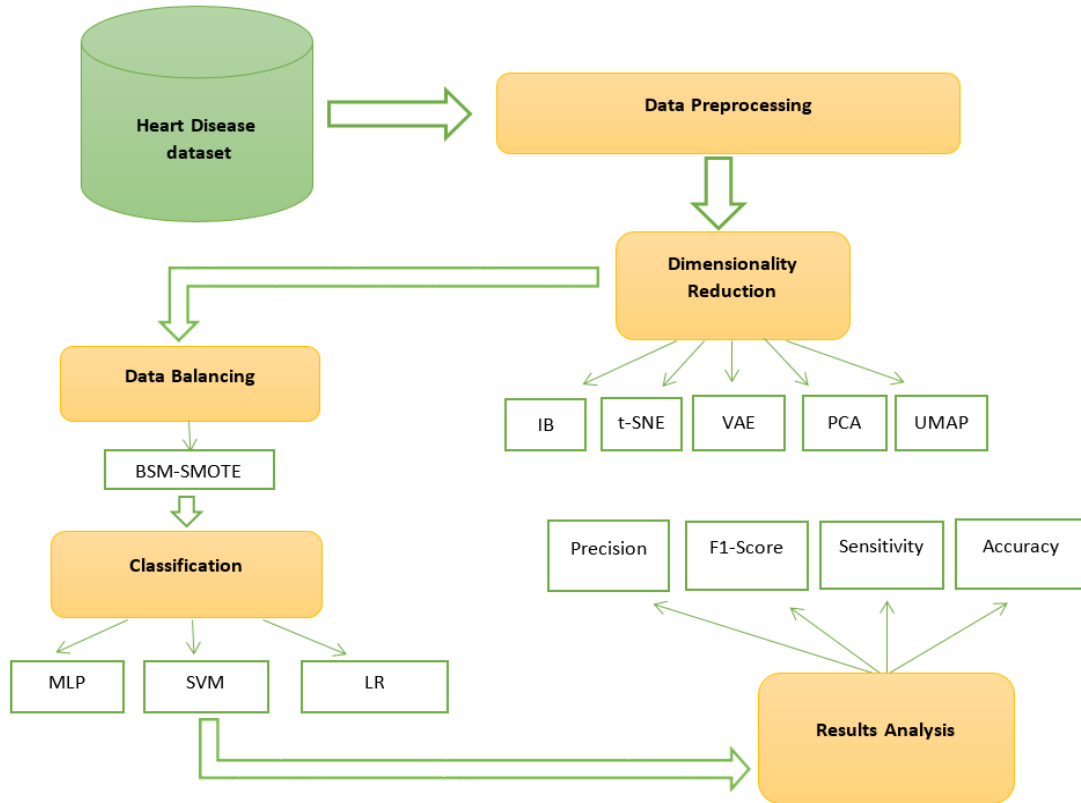 Heart Disease
dataset
Data Preprocessing
Dimensionality
Reduction
IB
t-SNE
VAE
PCA
UMAP
Data Balancing
BSM-SMOTE
Classification
MLP
SVM
LR
Precision
F1-Score
Sensitivity
Accuracy
Results Analysis